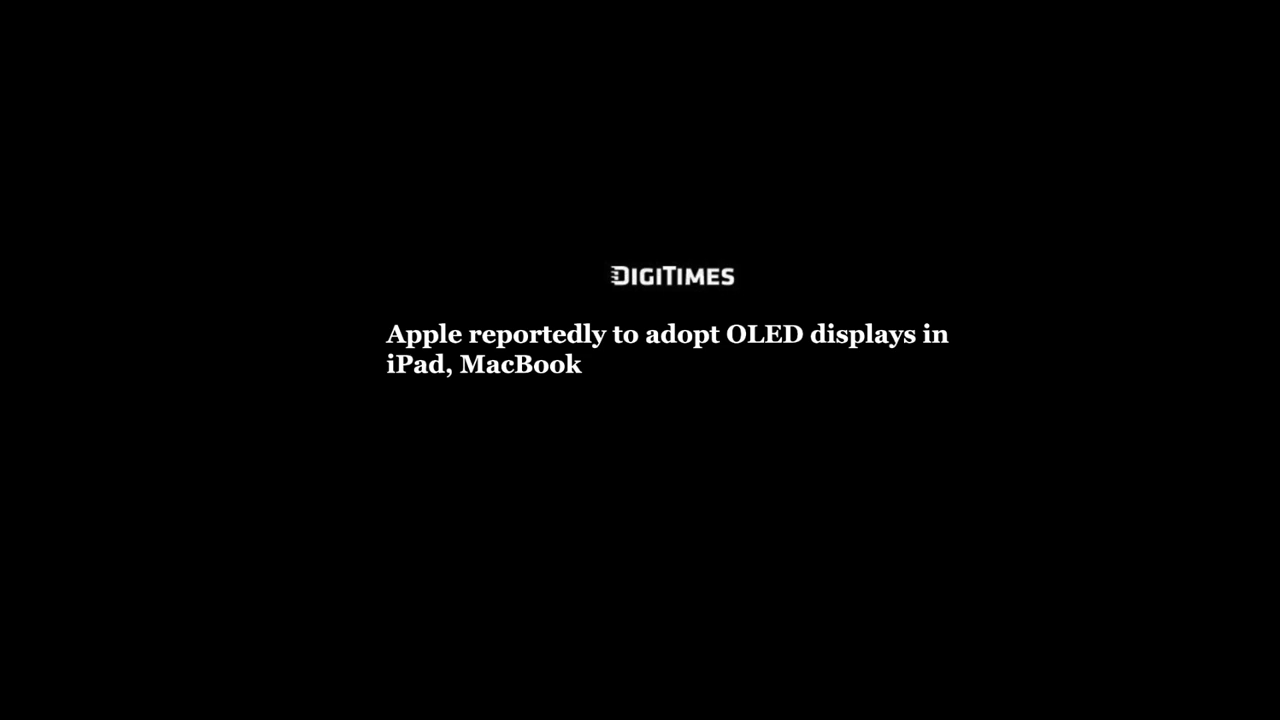 DIGITIMES
Apple reportedly to adopt OLED displays in
iPad, MacBook